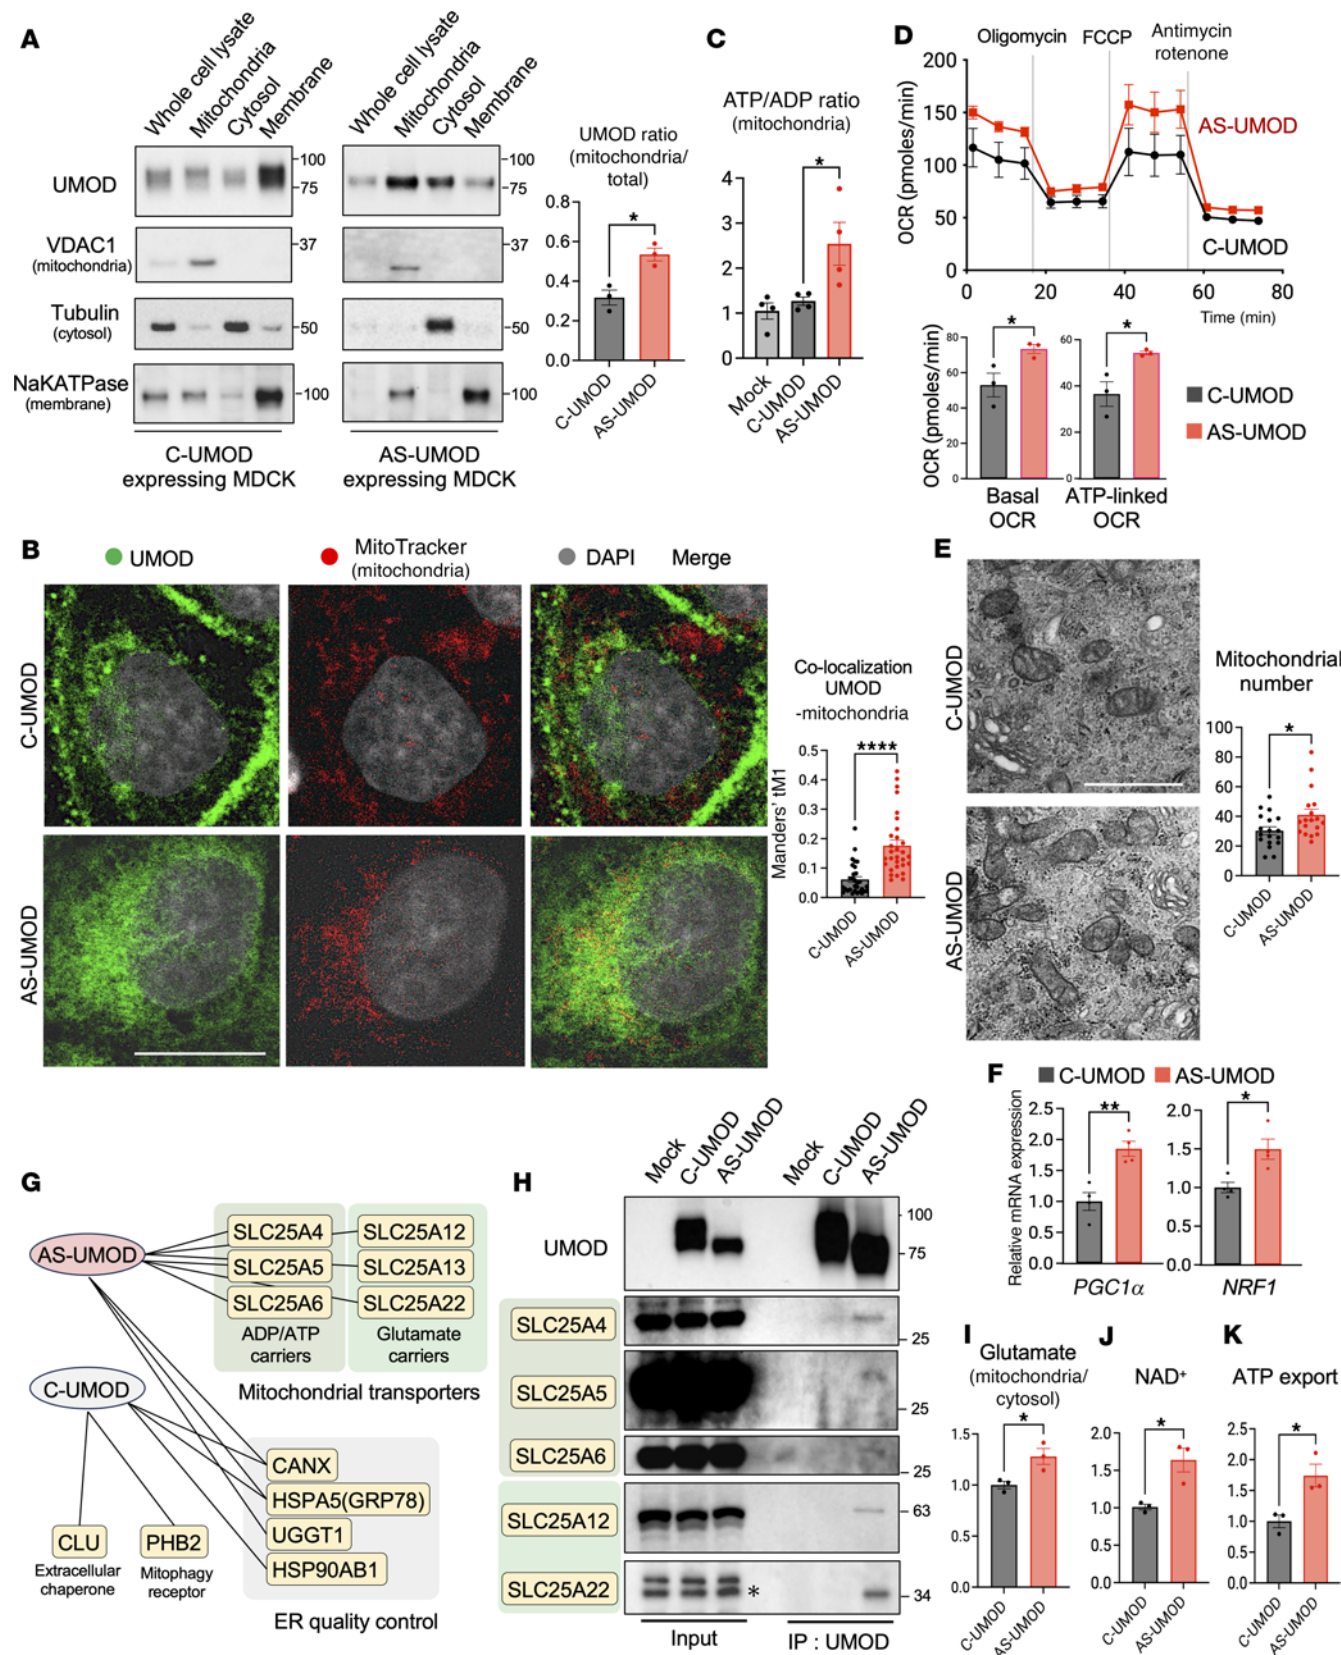 A
Whole cell lysate
Mitochondria
Cytosol
Membrane
Whole cell lysate
Mitochondria
Cytosol
Membrane
UMOD
100
75
100
75
VDAC1
(mitochondria)
37
37
Tubulin
(cytosol)
50
50
NaKATPase
(membrane)
100
100
C-UMOD
expressing MDCK
AS-UMOD
expressing MDCK
UMOD ratio
(mitochondria/
total)
*
0.8
0.6
0.4
0.2
0.0
C-UMOD
AS-UMOD
C
ATP/ADP ratio
(mitochondria)
*
4
3
2
1
0
Mock
C-UMOD
AS-UMOD
D
Oligomycin
FCCP
Antimycin
rotenone
OCR (pmoles/min)
200
150
100
50
0
AS-UMOD
C-UMOD
0
20
40
60
80
Time (min)
OCR (pmoles/min)
80
60
40
20
0
*
Basal
OCR
60
40
20
0
*
ATP-linked
OCR
C-UMOD
AS-UMOD
B
UMOD
MitoTracker
(mitochondria)
DAPI
Merge
C-UMOD
AS-UMOD
Co-localization
UMOD
-mitochondria
****
Manders' tM1
0.5
0.4
0.3
0.2
0.1
0.0
C-UMOD
AS-UMOD
E
C-UMOD
AS-UMOD
Mitochondrial
number
*
100
80
60
40
20
0
C-UMOD
AS-UMOD
F
C-UMOD
AS-UMOD
Relative mRNA expression
2.5
2.0
1.5
1.0
0.5
0.0
**
PGC1α
2.0
1.5
1.0
0.5
0.0
*
NRF1
G
AS-UMOD
SLC25A4
SLC25A12
SLC25A5
SLC25A13
SLC25A6
SLC25A22
ADP/ATP
carriers
Glutamate
carriers
Mitochondrial transporters
C-UMOD
CANX
HSPA5(GRP78)
UGGT1
HSP90AB1
CLU
PHB2
Extracellular
chaperone
Mitophagy
receptor
ER quality control
H
Mock
C-UMOD
AS-UMOD
Mock
C-UMOD
AS-UMOD
UMOD
100
75
SLC25A4
25
SLC25A5
25
SLC25A6
25
SLC25A12
63
SLC25A22
*
34
Input
IP : UMOD
I
Glutamate
(mitochondria/
cytosol)
*
1.5
1.0
0.5
0.0
C-UMOD
AS-UMOD
J
NAD+
*
2.0
1.5
1.0
0.5
0.0
C-UMOD
AS-UMOD
K
ATP export
*
2.5
2.0
1.5
1.0
0.5
0.0
C-UMOD
AS-UMOD